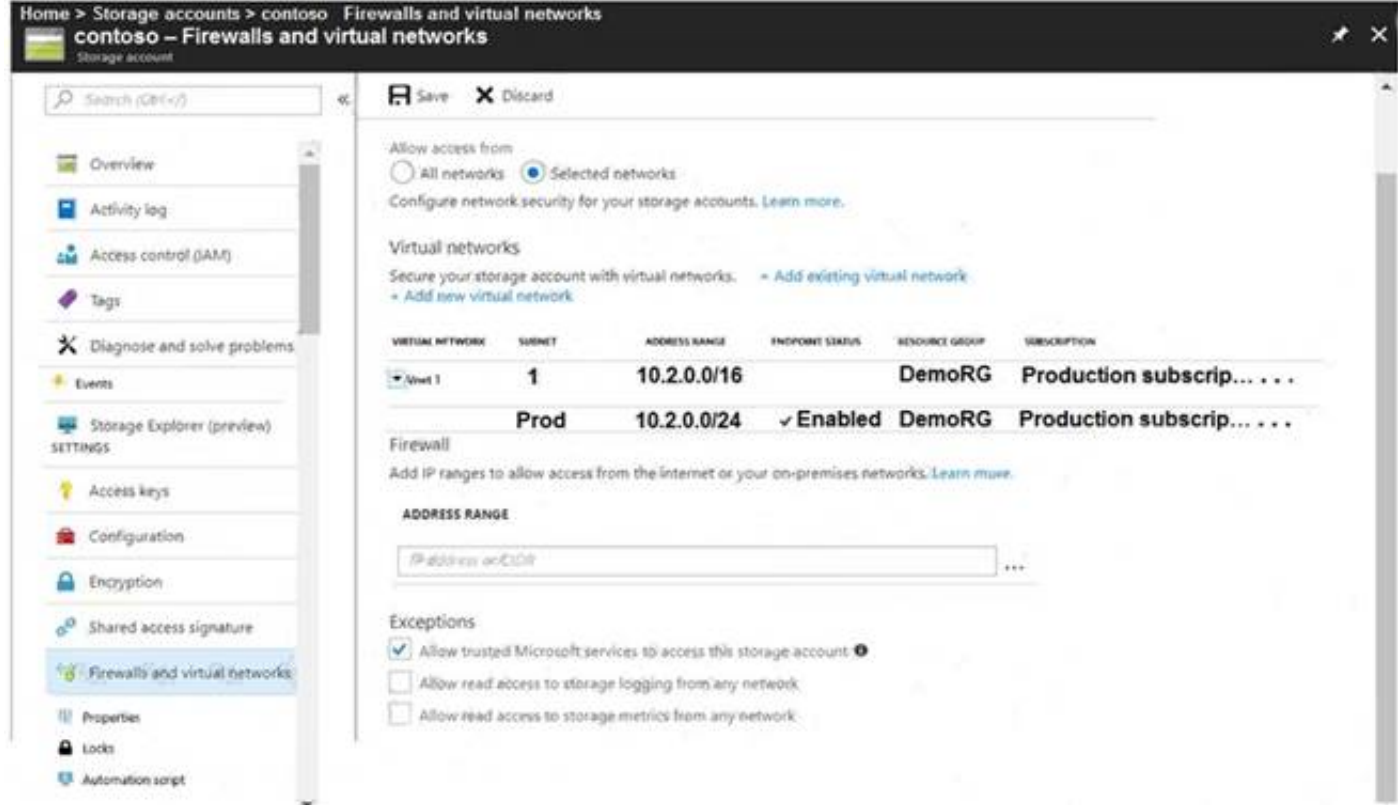 Home > Storage accounts > contoso Firewalls and virtual networks
contoso – Firewalls and virtual networks
Storage account
Search (Ctrl+/)
Overview
Activity log
Access control (IAM)
Tags
Diagnose and solve problems
Events
Storage Explorer (preview)
SETTINGS
Access keys
Configuration
Encryption
Shared access signature
Firewalls and virtual networks
Properties
Locks
Automation script
Save Discard
Allow access from
All networks Selected networks
Configure network security for your storage accounts. Learn more.
Virtual networks
Secure your storage account with virtual networks. + Add existing virtual network
+ Add new virtual network
VIRTUAL NETWORK SUBNET ADDRESS RANGE ENDPOINT STATUS RESOURCE GROUP SUBSCRIPTION
Vnet 1 1 10.2.0.0/16 DemoRG Production subscrip... ...
Prod 10.2.0.0/24 ✓ Enabled DemoRG Production subscrip... ...
Firewall
Add IP ranges to allow access from the internet or your on-premises networks. Learn more.
ADDRESS RANGE
IP address or CIDR
...
Exceptions
Allow trusted Microsoft services to access this storage account
Allow read access to storage logging from any network
Allow read access to storage metrics from any network